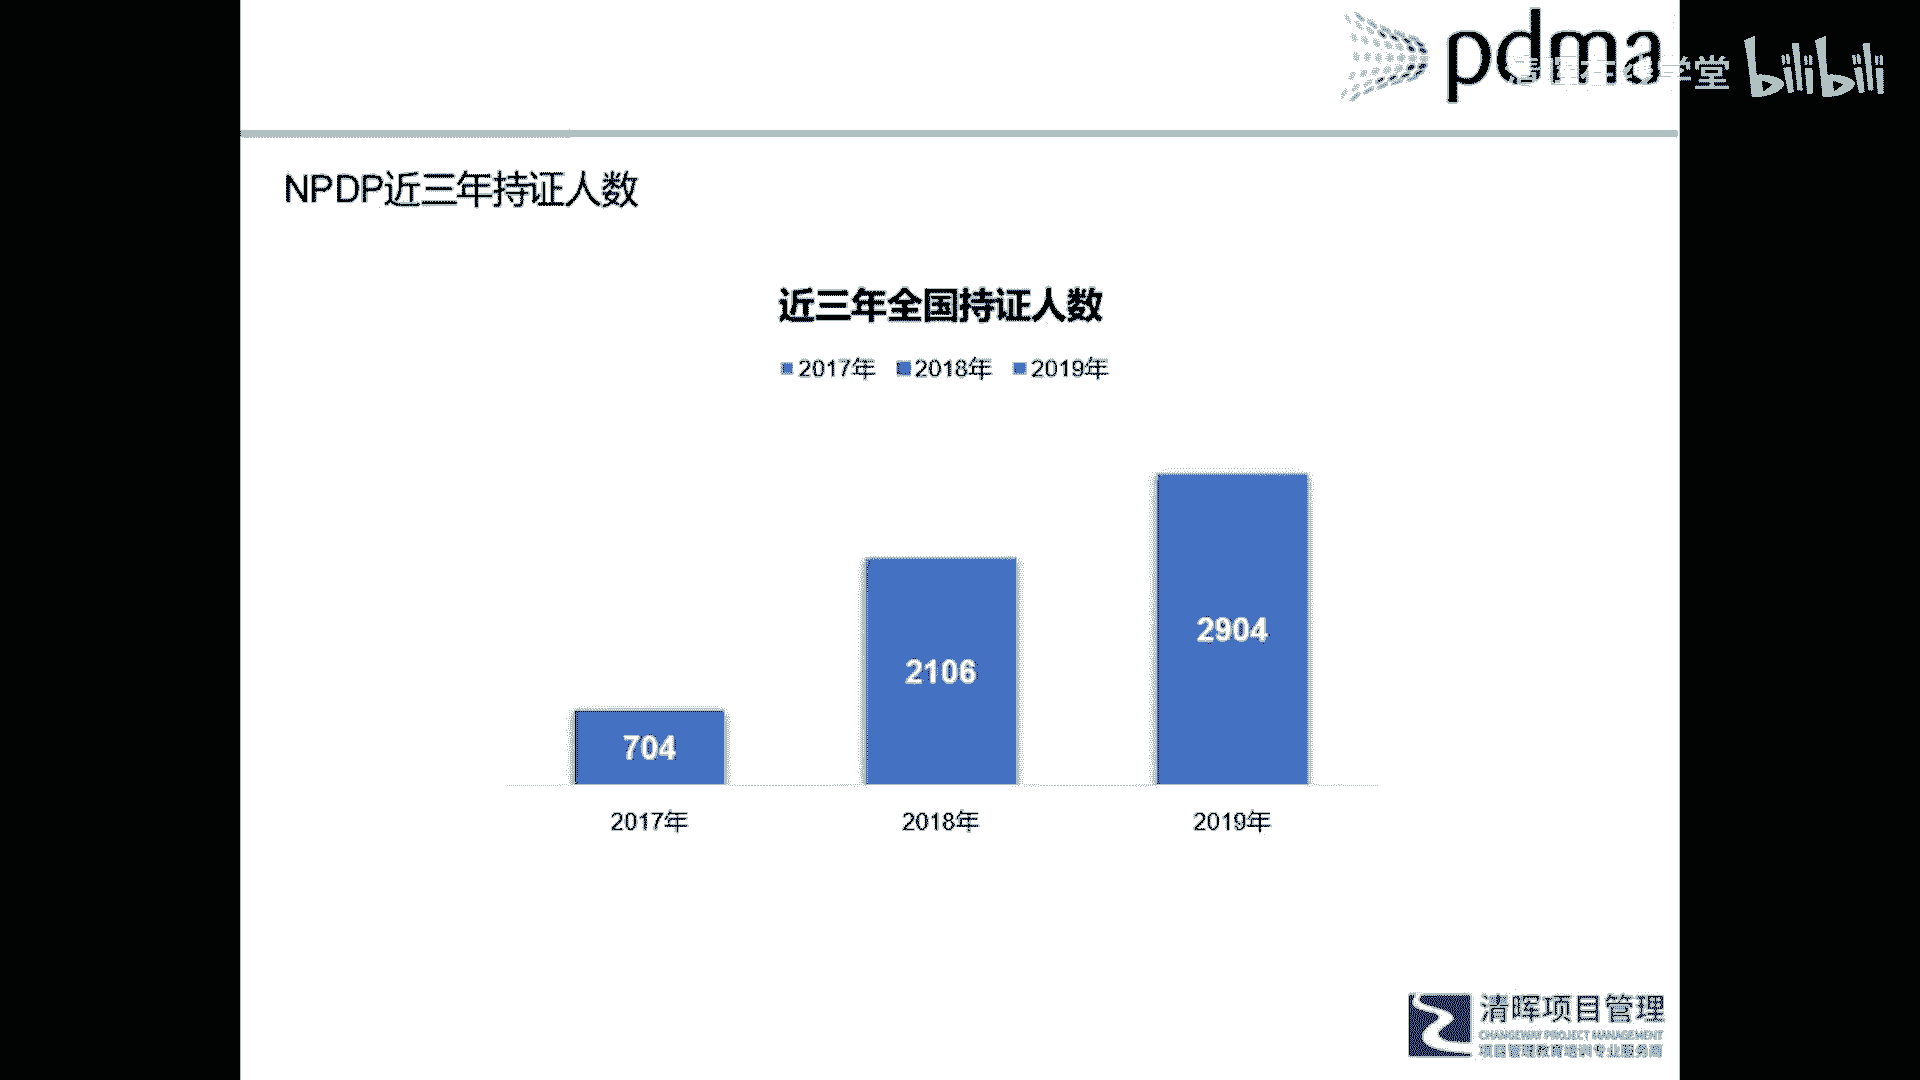 pdma
清晖在线学堂 bilibili
NPDP近三年持证人数
近三年全国持证人数
2017年 2018年 2019年
704
2106
2904
2017年 2018年 2019年
清晖项目管理
CHANGEWAY PROJECT MANAGEMENT
项目管理教育培训专业服务商